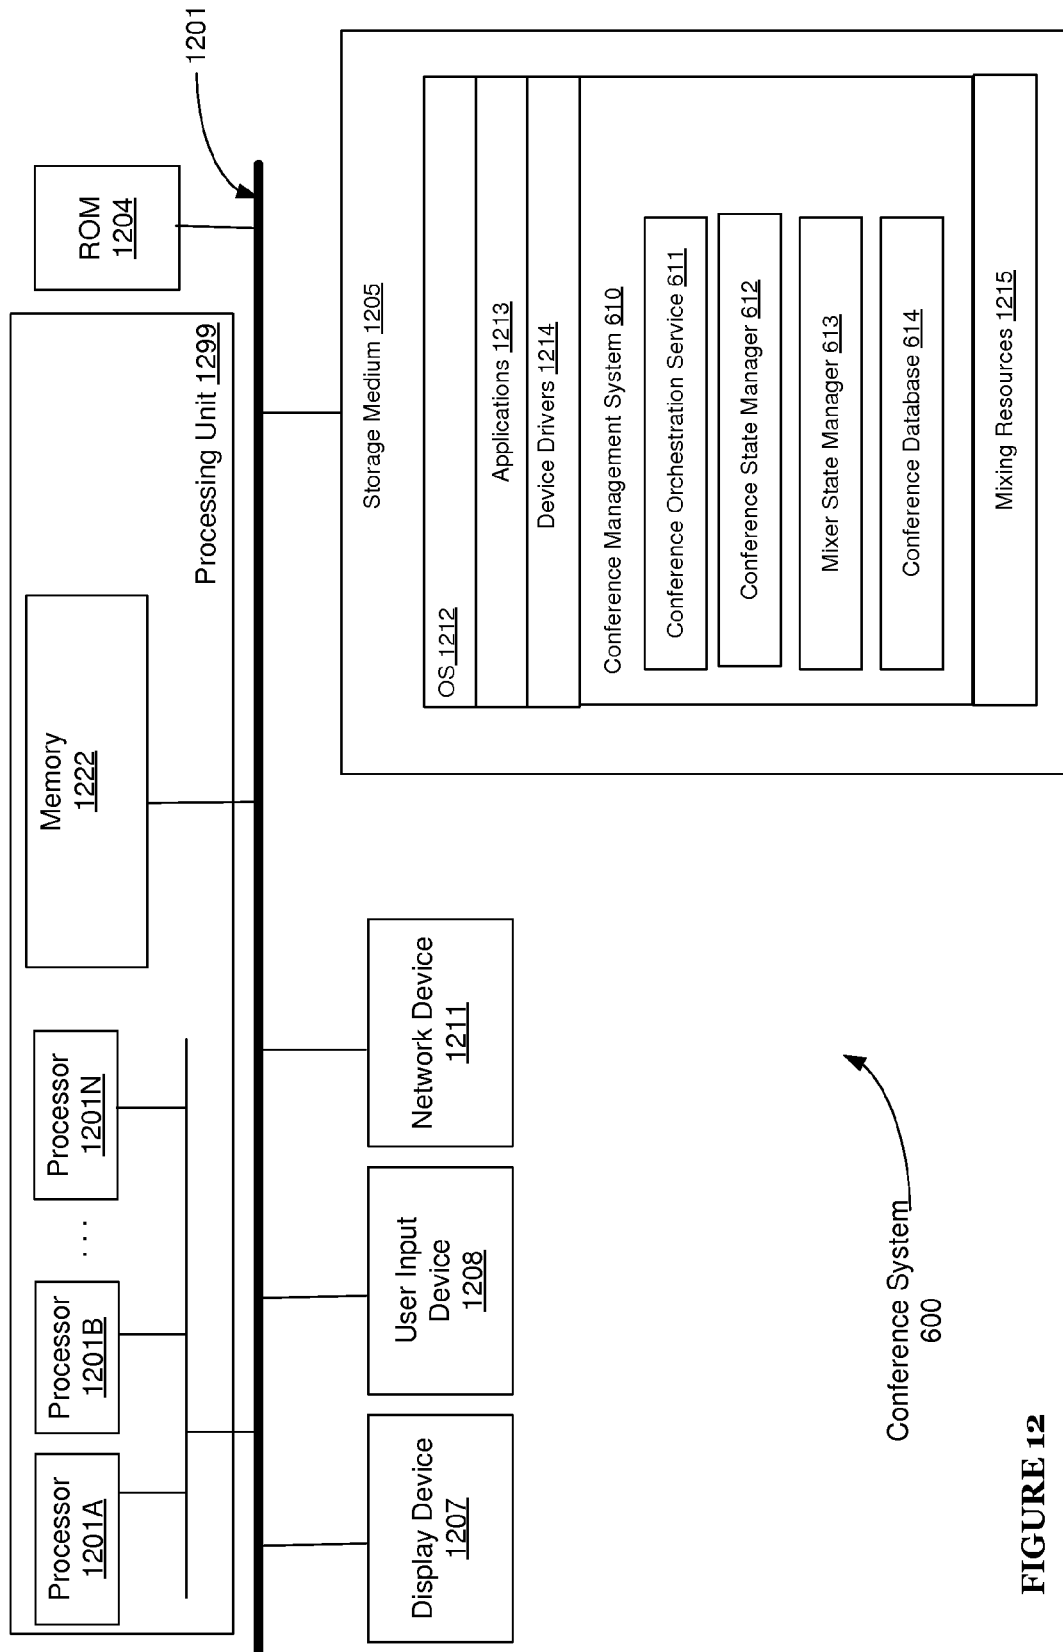 Processor
1201A
Processor
1201B
. . .
Processor
1201N
Memory
1222
Processing Unit 1299
ROM
1204
1201
Display Device
1207
User Input
Device
1208
Network Device
1211
Storage Medium 1205
OS 1212
Applications 1213
Device Drivers 1214
Conference Management System 610
Conference Orchestration Service 611
Conference State Manager 612
Mixer State Manager 613
Conference Database 614
Mixing Resources 1215
Conference System
600
FIGURE 12